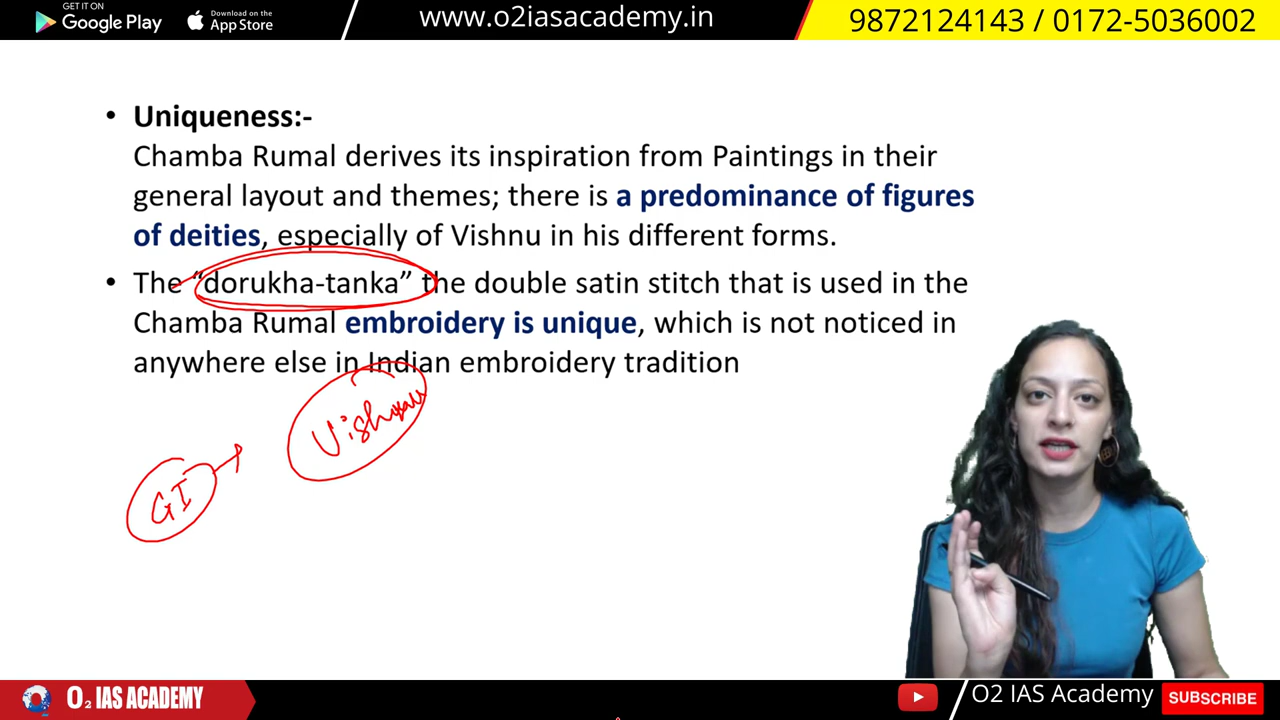 GET IT ON
Google Play
Download on the
App Store
www.o2iasacademy.in
9872124143 / 0172-5036002
• Uniqueness:-
Chamba Rumal derives its inspiration from Paintings in their
general layout and themes; there is a predominance of figures
of deities, especially of Vishnu in his different forms.
• The “dorukha-tanka” the double satin stitch that is used in the
Chamba Rumal embroidery is unique, which is not noticed in
anywhere else in Indian embroidery tradition
Vishnu
GI
O2 IAS ACADEMY
O2 IAS Academy
SUBSCRIBE